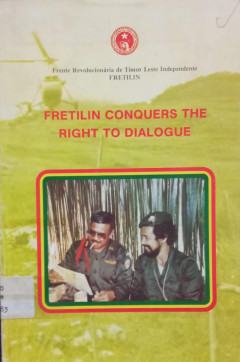 Frente Revolucionária de Timor Leste Independente
FRETILIN
FRETILIN CONQUERS THE
RIGHT TO DIALOGUE